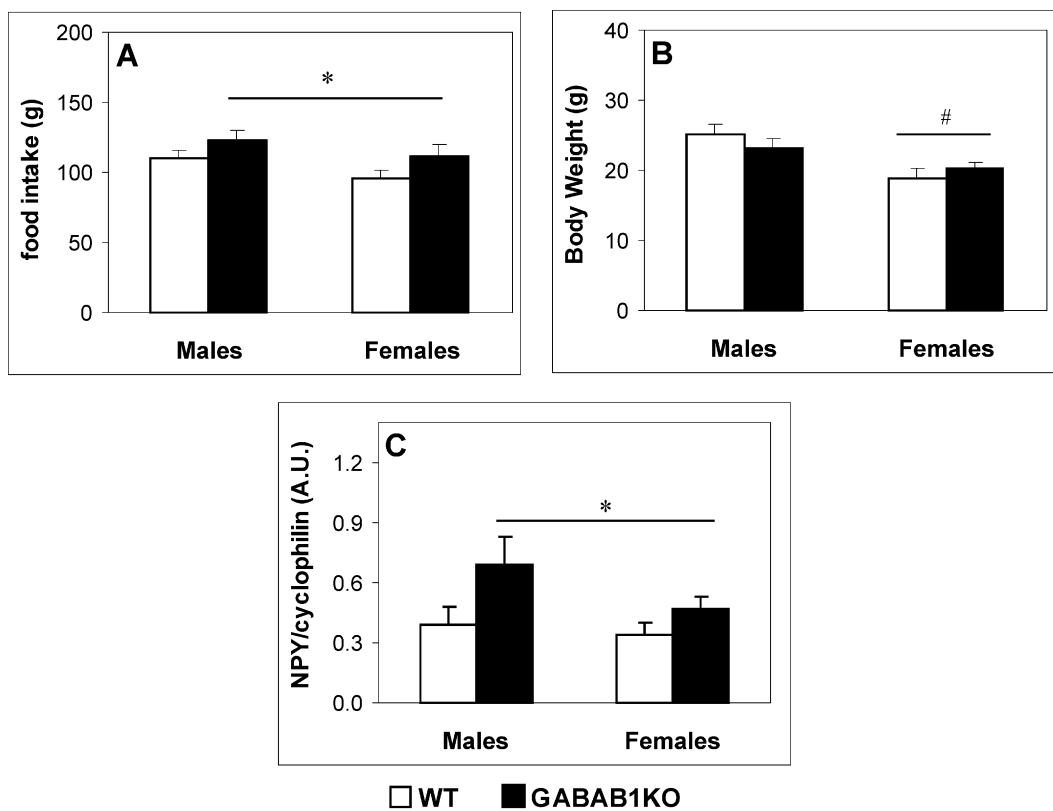 A
food intake (g)
200
150
100
50
0
*
Males Females
B
Body Weight (g)
40
30
20
10
0
#
Males Females
C
NPY/cyclophilin (A.U.)
1.2
0.9
0.6
0.3
0.0
*
Males Females
WT GABAB1KO